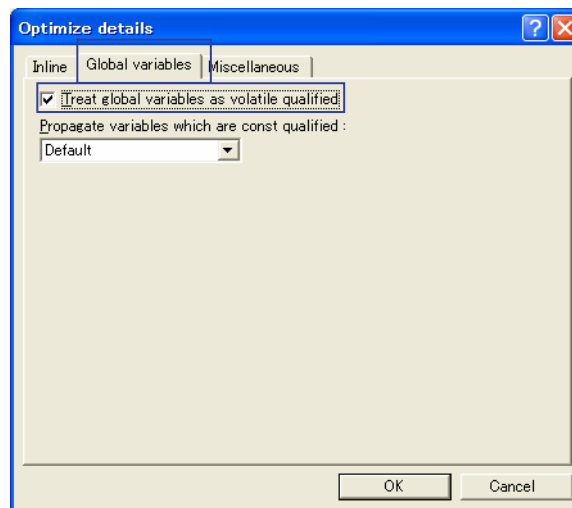 Optimize details
Inline Global variables Miscellaneous
Treat global variables as volatile qualified
Propagate variables which are const qualified :
Default
OK Cancel